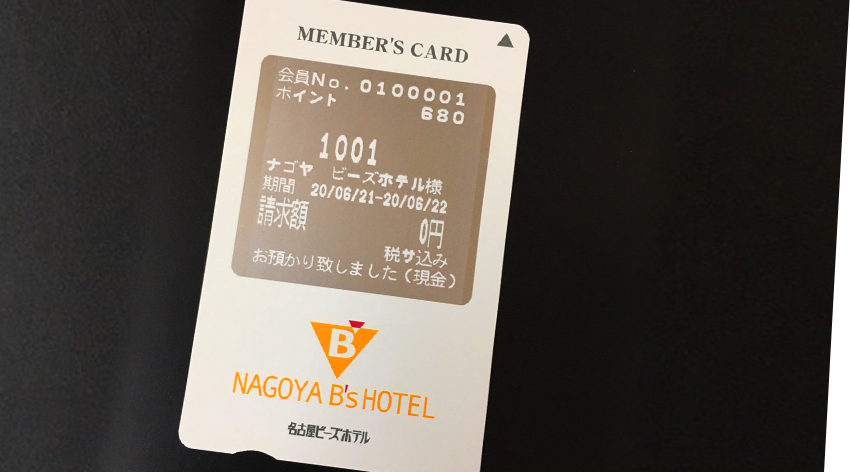 MEMBER'S CARD
会員No. 0100001
ポイント 680
1001
ナゴヤ ビーズホテル様
期間 20/06/21-20/06/22
請求額 0円
税サ込み
お預かり致しました(現金)
B
NAGOYA B's HOTEL
名古屋ビーズホテル